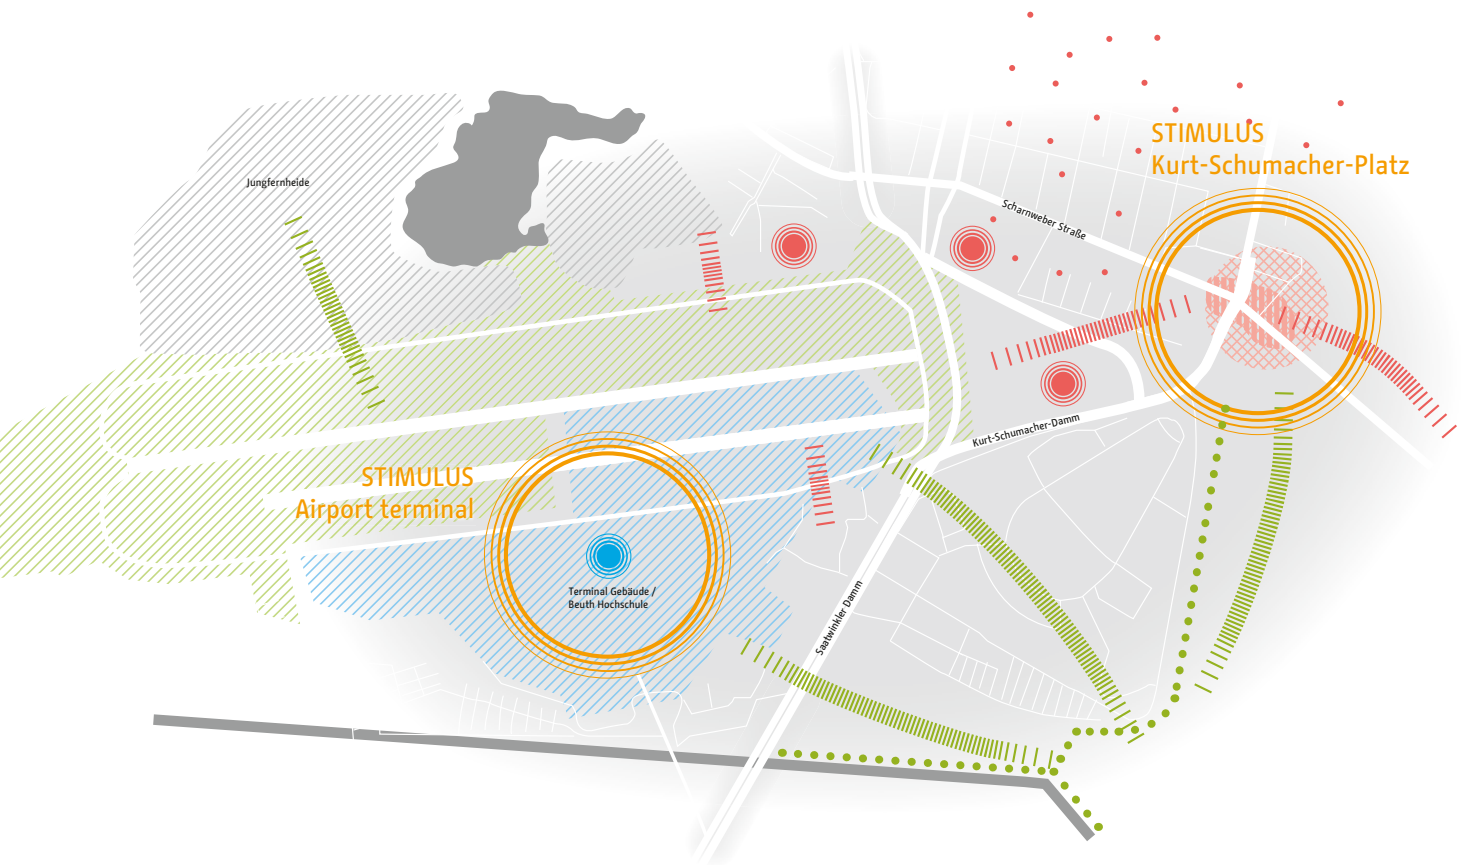 STIMULUS
Kurt-Schumacher-Platz
Jungfernheide
Scharnweber Straße
Kurt-Schumacher-Damm
STIMULUS
Airport terminal
Terminal Gebäude /
Beuth Hochschule
Saatwinkler Damm